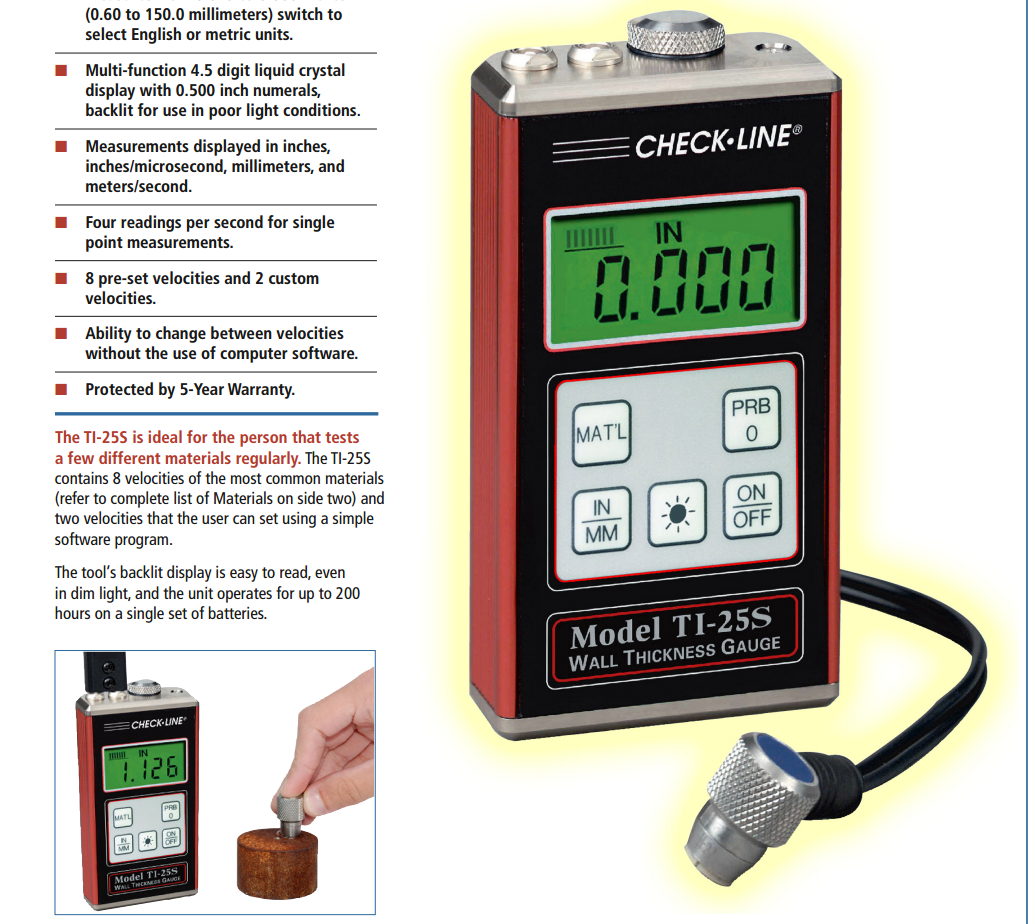 (0.60 to 150.0 millimeters) switch to
select English or metric units.
Multi-function 4.5 digit liquid crystal
display with 0.500 inch numerals,
backlit for use in poor light conditions.
Measurements displayed in inches,
inches/microsecond, millimeters, and
meters/second.
Four readings per second for single
point measurements.
8 pre-set velocities and 2 custom
velocities.
Ability to change between velocities
without the use of computer software.
Protected by 5-Year Warranty.
The TI-25S is ideal for the person that tests
a few different materials regularly. The TI-25S
contains 8 velocities of the most common materials
(refer to complete list of Materials on side two) and
two velocities that the user can set using a simple
software program.
The tool's backlit display is easy to read, even
in dim light, and the unit operates for up to 200
hours on a single set of batteries.
CHECK•LINE®
IN
1.126
MAT'L
PRB
0
IN
MM
ON
OFF
Model TI-25S
WALL THICKNESS GAUGE
CHECK•LINE®
IN
0.000
MAT'L
PRB
0
IN
MM
ON
OFF
Model TI-25S
WALL THICKNESS GAUGE